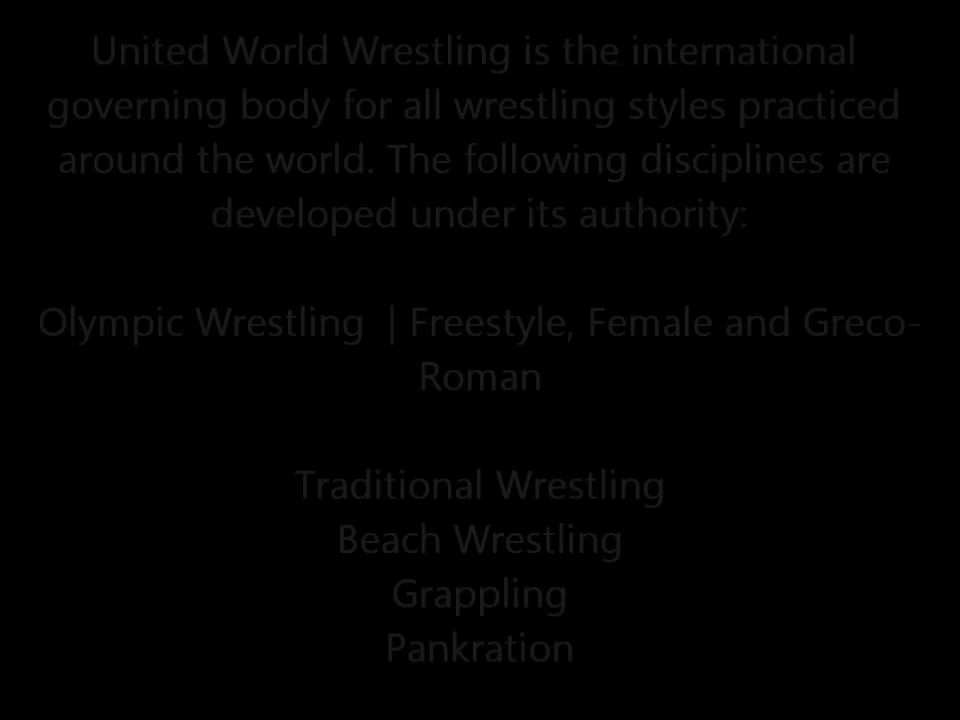 United World Wrestling is the international
governing body for all wrestling styles practiced
around the world. The following disciplines are
developed under its authority:
Olympic Wrestling | Freestyle, Female and Greco-
Roman
Traditional Wrestling
Beach Wrestling
Grappling
Pankration